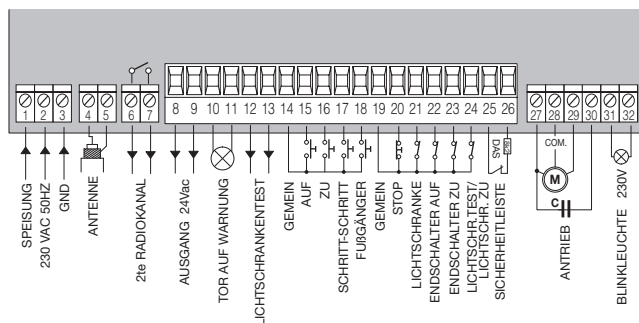 1 2 3 4 5 6 7 8 9 10 11 12 13 14 15 16 17 18 19 20 21 22 23 24 25 26 27 28 29 30 31 32
SPEISUNG
230 VAC 50HZ
GND
ANTENNE
2te RADIOKANAL
AUSGANG 24Vac
TOR AUF WARNUNG
LICHTSCHRANKENTEST
GEMEIN
AUF
ZU
SCHRITT-SCHRITT
FUßGÄNGER
GEMEIN
STOP
LICHTSCHRANKE
ENDSCHALTER AUF
ENDSCHALTER ZU
LICHTSCHR.TEST/
LICHTSCHR. ZU
SICHERHEITLEISTE
DAS
8k2
COM.
M
C
ANTRIEB
230V
BLINKLEUCHTE